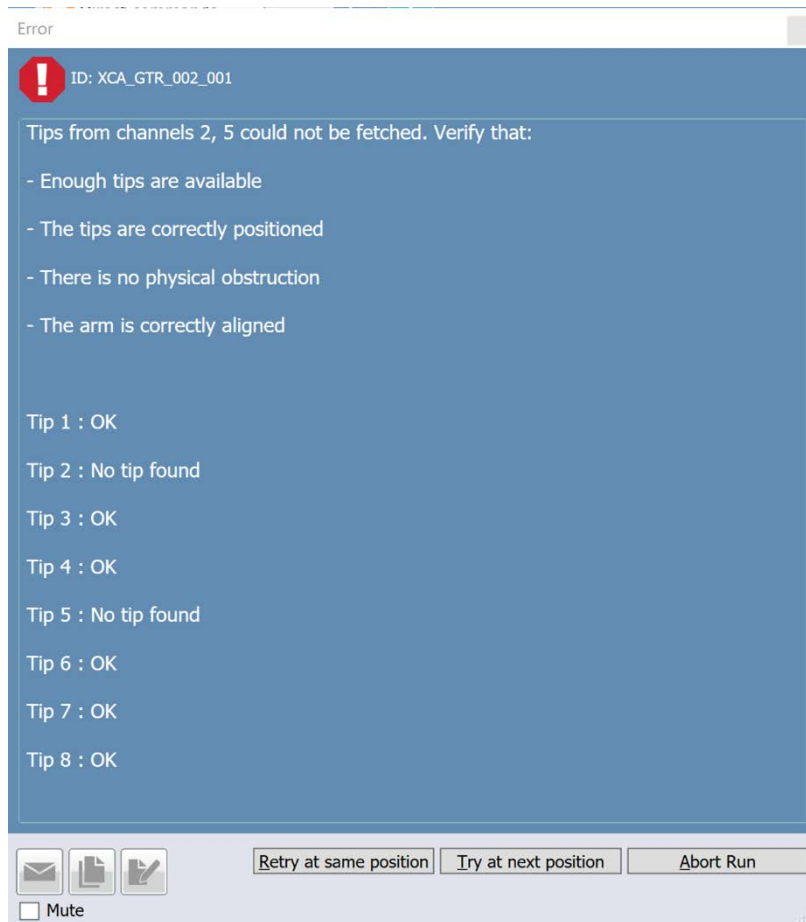 Error
ID: XCA_GTR_002_001
Tips from channels 2, 5 could not be fetched. Verify that:
- Enough tips are available
- The tips are correctly positioned
- There is no physical obstruction
- The arm is correctly aligned
Tip 1 : OK
Tip 2 : No tip found
Tip 3 : OK
Tip 4 : OK
Tip 5 : No tip found
Tip 6 : OK
Tip 7 : OK
Tip 8 : OK
Retry at same position Try at next position Abort Run
Mute